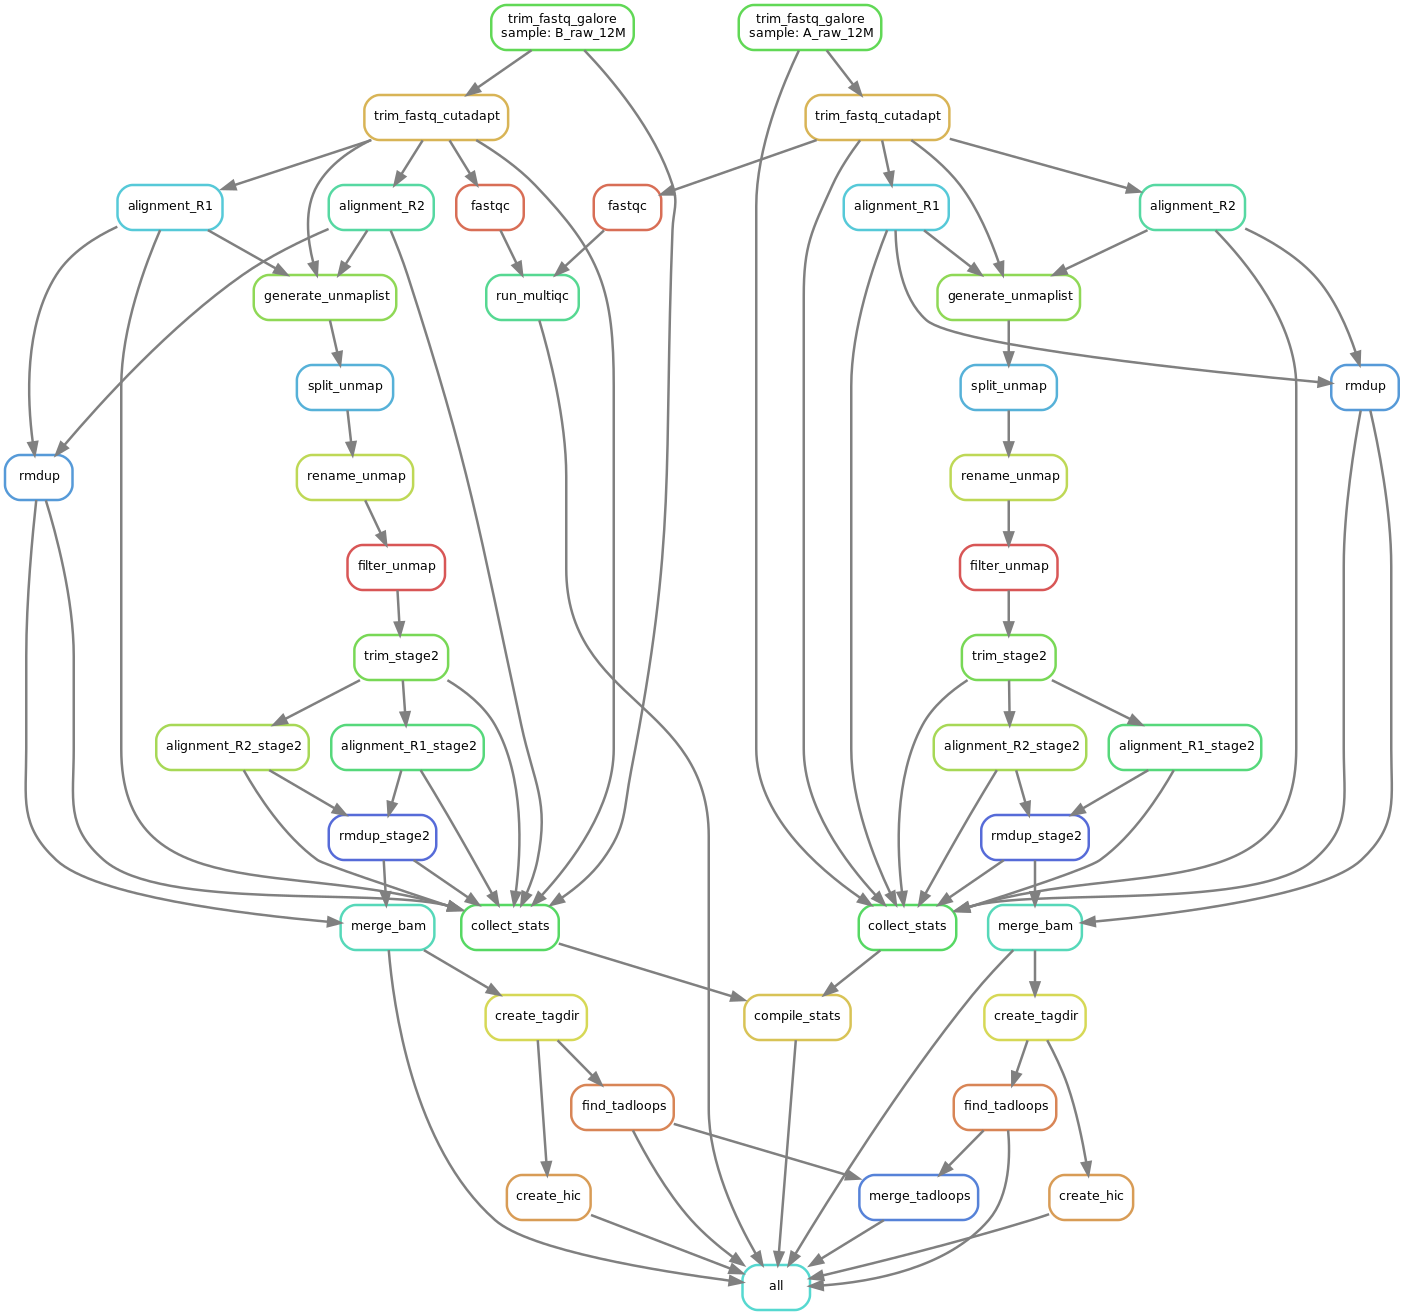 trim_fastq_galore
sample: B_raw_12M
trim_fastq_galore
sample: A_raw_12M
trim_fastq_cutadapt
trim_fastq_cutadapt
alignment_R1
alignment_R2
fastqc
fastqc
alignment_R1
alignment_R2
generate_unmaplist
run_multiqc
generate_unmaplist
split_unmap
split_unmap
rmdup
rmdup
rename_unmap
rename_unmap
filter_unmap
filter_unmap
trim_stage2
trim_stage2
alignment_R2_stage2
alignment_R1_stage2
alignment_R2_stage2
alignment_R1_stage2
rmdup_stage2
rmdup_stage2
merge_bam
collect_stats
collect_stats
merge_bam
create_tagdir
compile_stats
create_tagdir
find_tadloops
find_tadloops
create_hic
merge_tadloops
create_hic
all